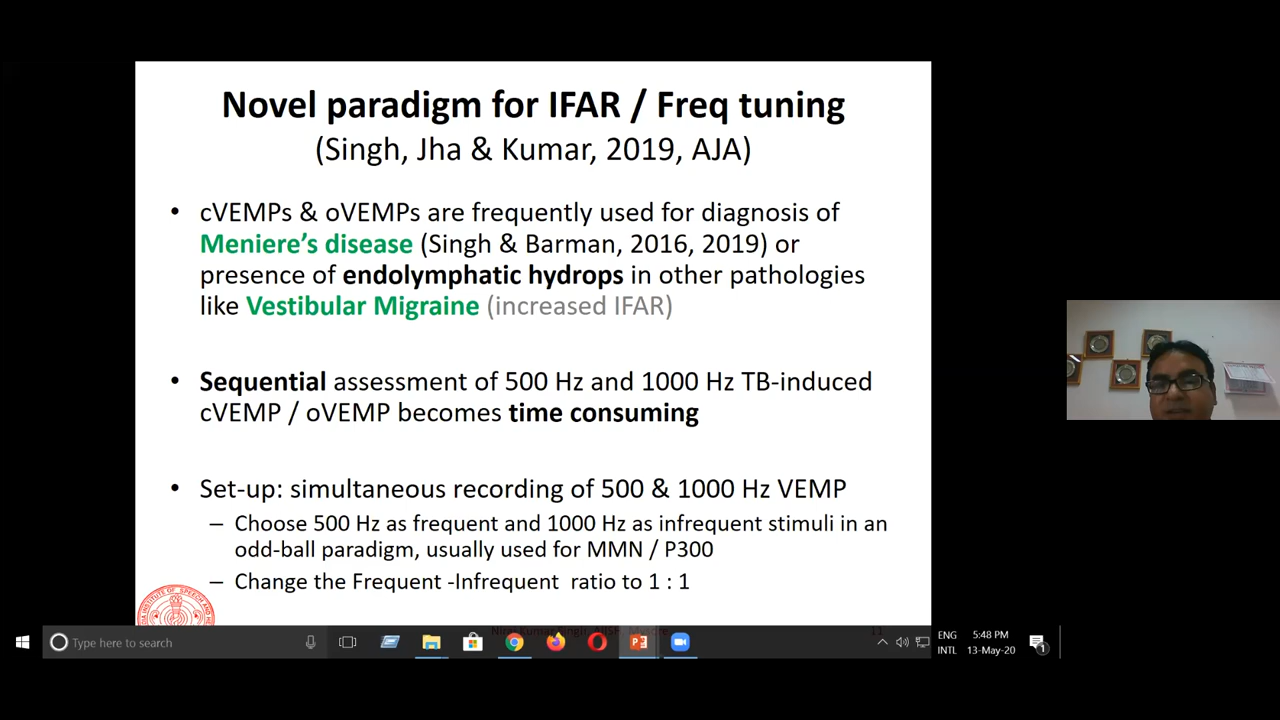 Novel paradigm for IFAR / Freq tuning
(Singh, Jha & Kumar, 2019, AJA)
• cVEMPs & oVEMPs are frequently used for diagnosis of
Meniere’s disease (Singh & Barman, 2016, 2019) or
presence of endolymphatic hydrops in other pathologies
like Vestibular Migraine (increased IFAR)
• Sequential assessment of 500 Hz and 1000 Hz TB-induced
cVEMP / oVEMP becomes time consuming
• Set-up: simultaneous recording of 500 & 1000 Hz VEMP
– Choose 500 Hz as frequent and 1000 Hz as infrequent stimuli in an
odd-ball paradigm, usually used for MMN / P300
– Change the Frequent -Infrequent ratio to 1 : 1
INSTITUTE OF SPEECH AND
Type here to search
ENG
INTL
5:48 PM
13-May-20
1